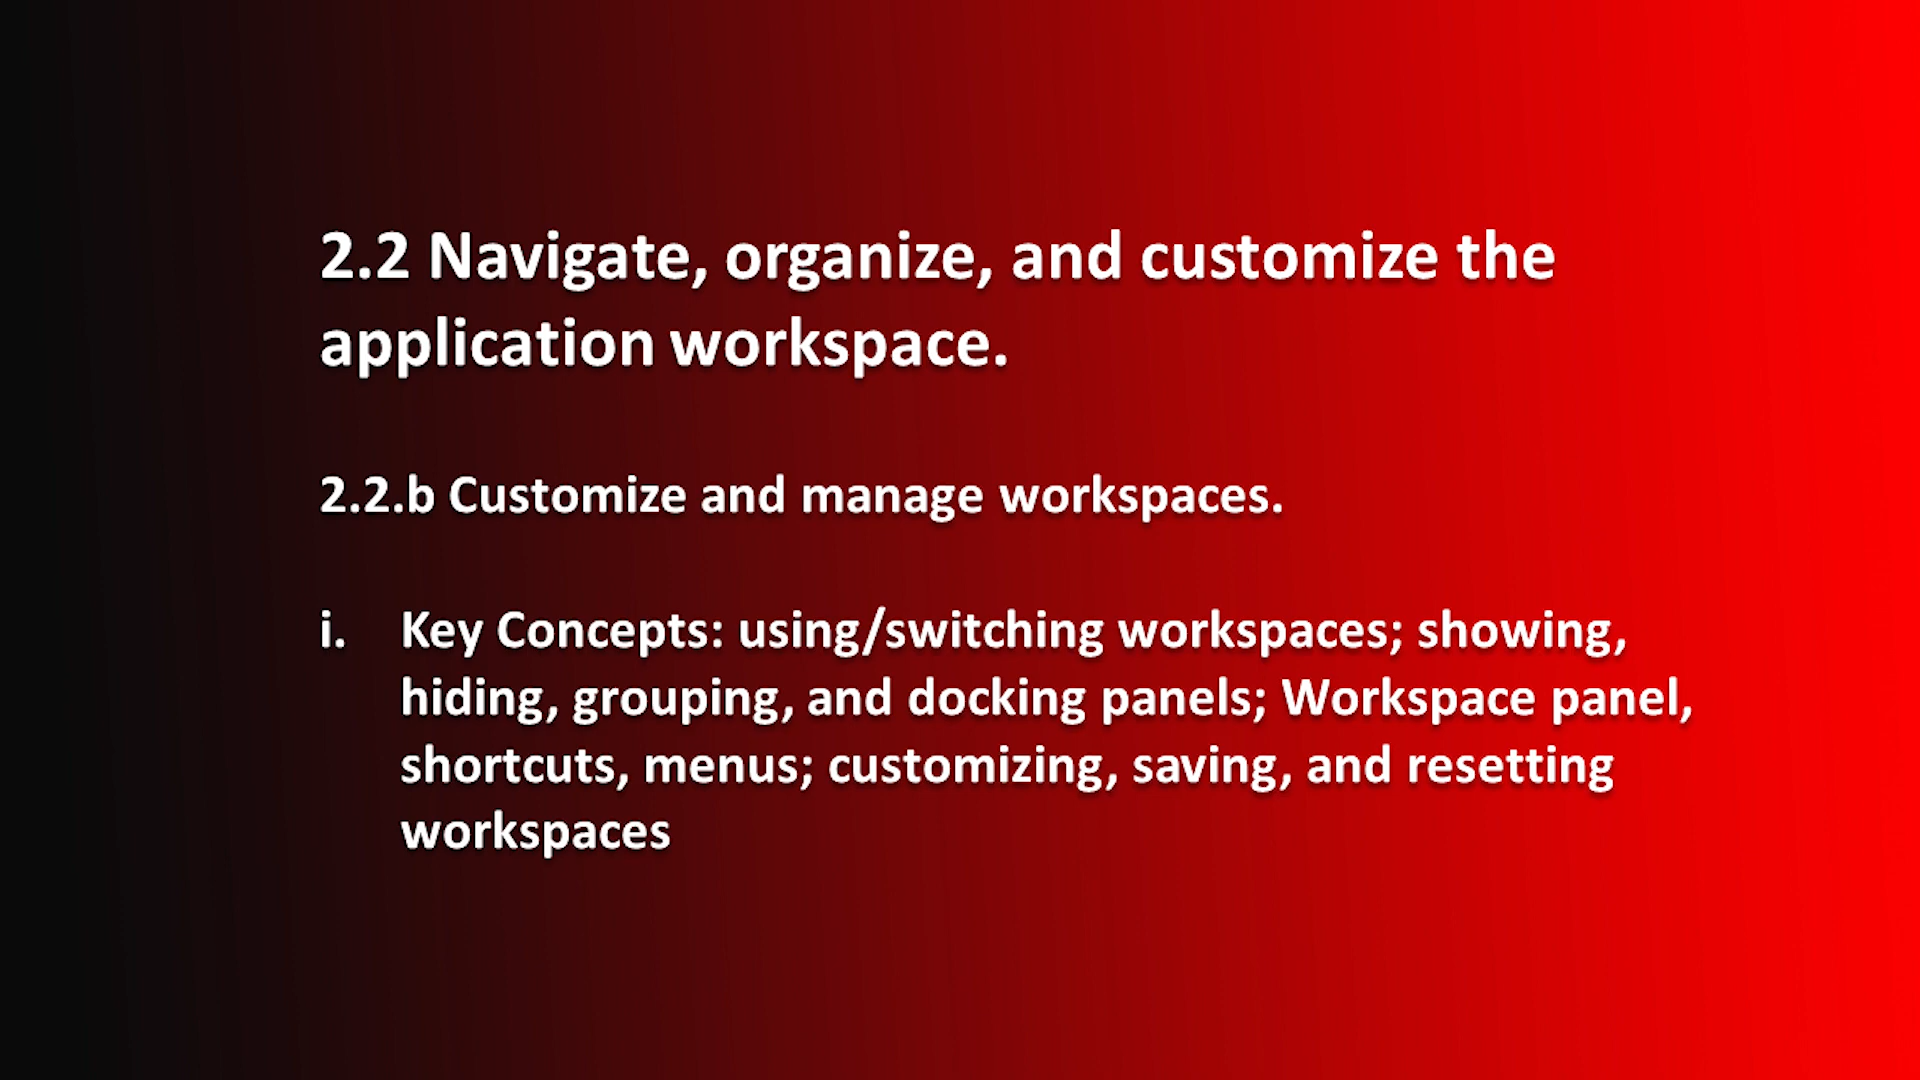 2.2 Navigate, organize, and customize the
application workspace.
2.2.b Customize and manage workspaces.
i. Key Concepts: using/switching workspaces; showing,
hiding, grouping, and docking panels; Workspace panel,
shortcuts, menus; customizing, saving, and resetting
workspaces